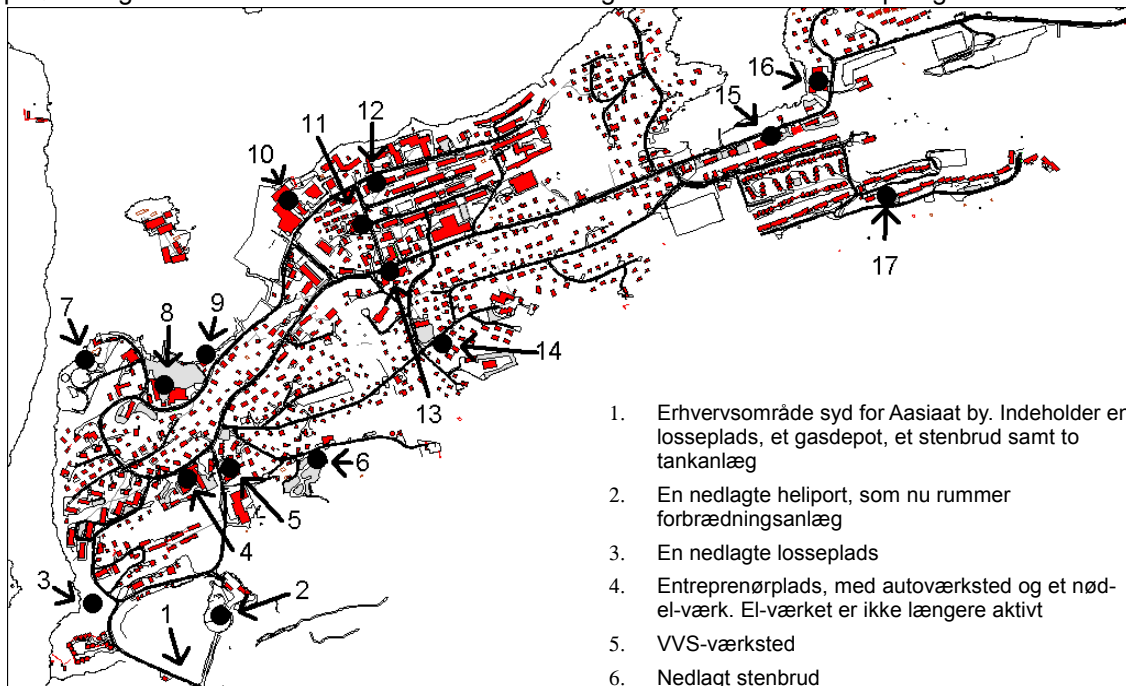 16
15
12
11
10
17
7
8
9
14
13
6
5
4
3
2
1
1. Erhvervsområde syd for Aasiaat by. Indeholder en
losseplads, et gasdepot, et stenbrud samt to
tankanlæg
2. En nedlagte heliport, som nu rummer
forbrædningsanlæg
3. En nedlagte losseplads
4. Entreprenørplads, med autoværksted og et nød-
el-værk. El-værket er ikke længere aktivt
5. VVS-værksted
6. Nedlagt stenbrud